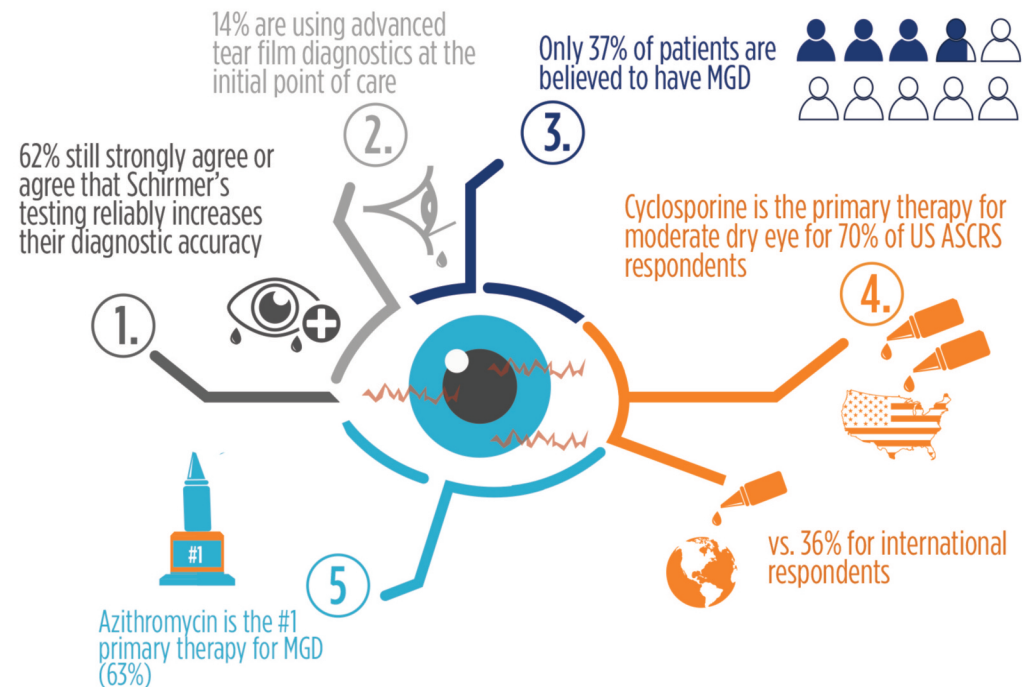 62% still strongly agree or
agree that Schirmer's
testing reliably increases
their diagnostic accuracy
1.
14% are using advanced
tear film diagnostics at the
initial point of care
2.
Only 37% of patients are
believed to have MGD
3.
Cyclosporine is the primary therapy for
moderate dry eye for 70% of US ASCRS
respondents
4.
vs. 36% for international
respondents
5
#1
Azithromycin is the #1
primary therapy for MGD
(63%)